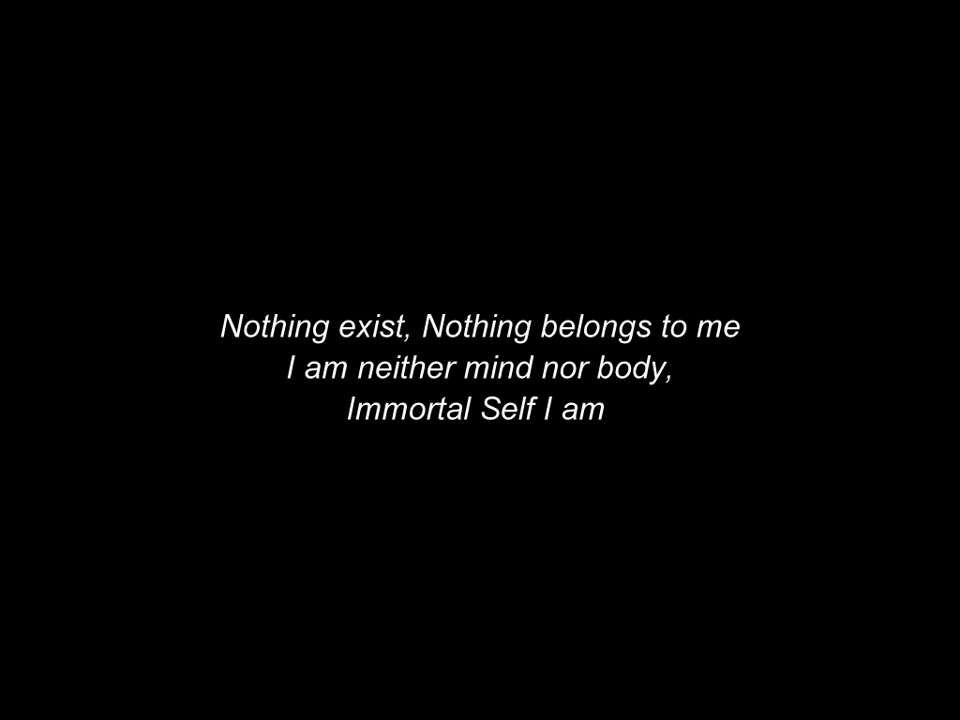 Nothing exist, Nothing belongs to me
I am neither mind nor body,
Immortal Self I am